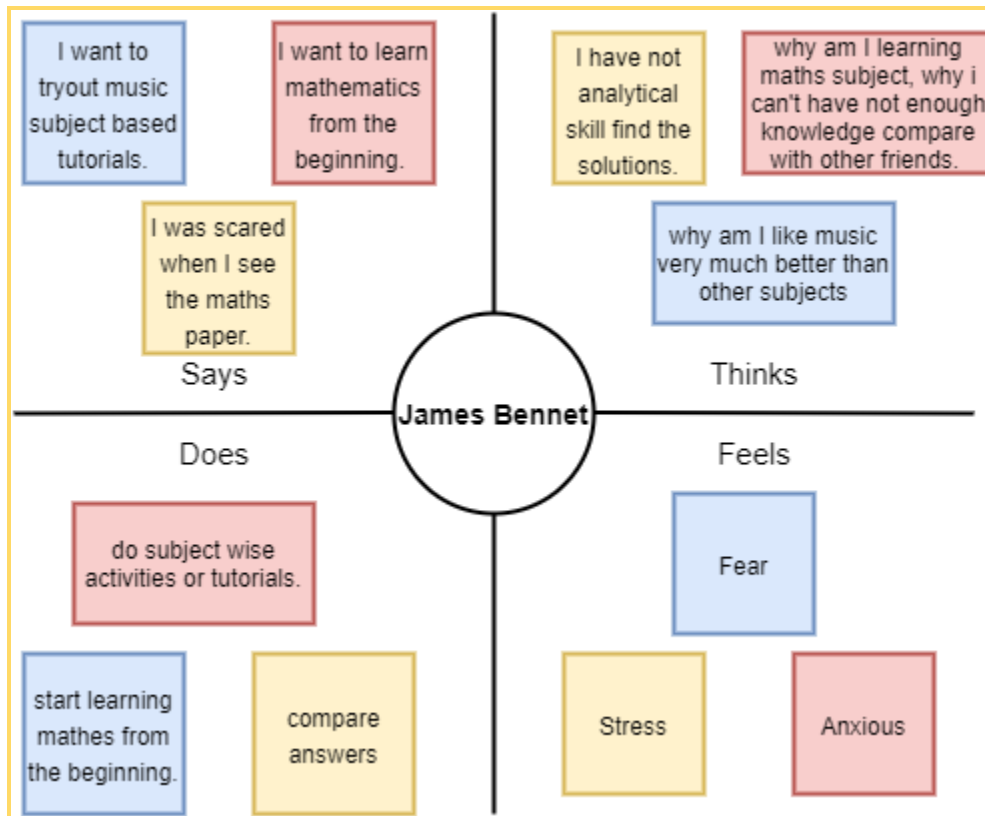 I want to
tryout music
subject based
tutorials.
I want to learn
mathematics
from the
beginning.
I was scared
when I see
the maths
paper.
Says
I have not
analytical
skill find the
solutions.
why am I learning
maths subject, why i
can't have not enough
knowledge compare
with other friends.
why am I like music
very much better than
other subjects
Thinks
James Bennet
Does
do subject wise
activities or tutorials.
start learning
mathes from
the beginning.
compare
answers
Feels
Fear
Stress
Anxious